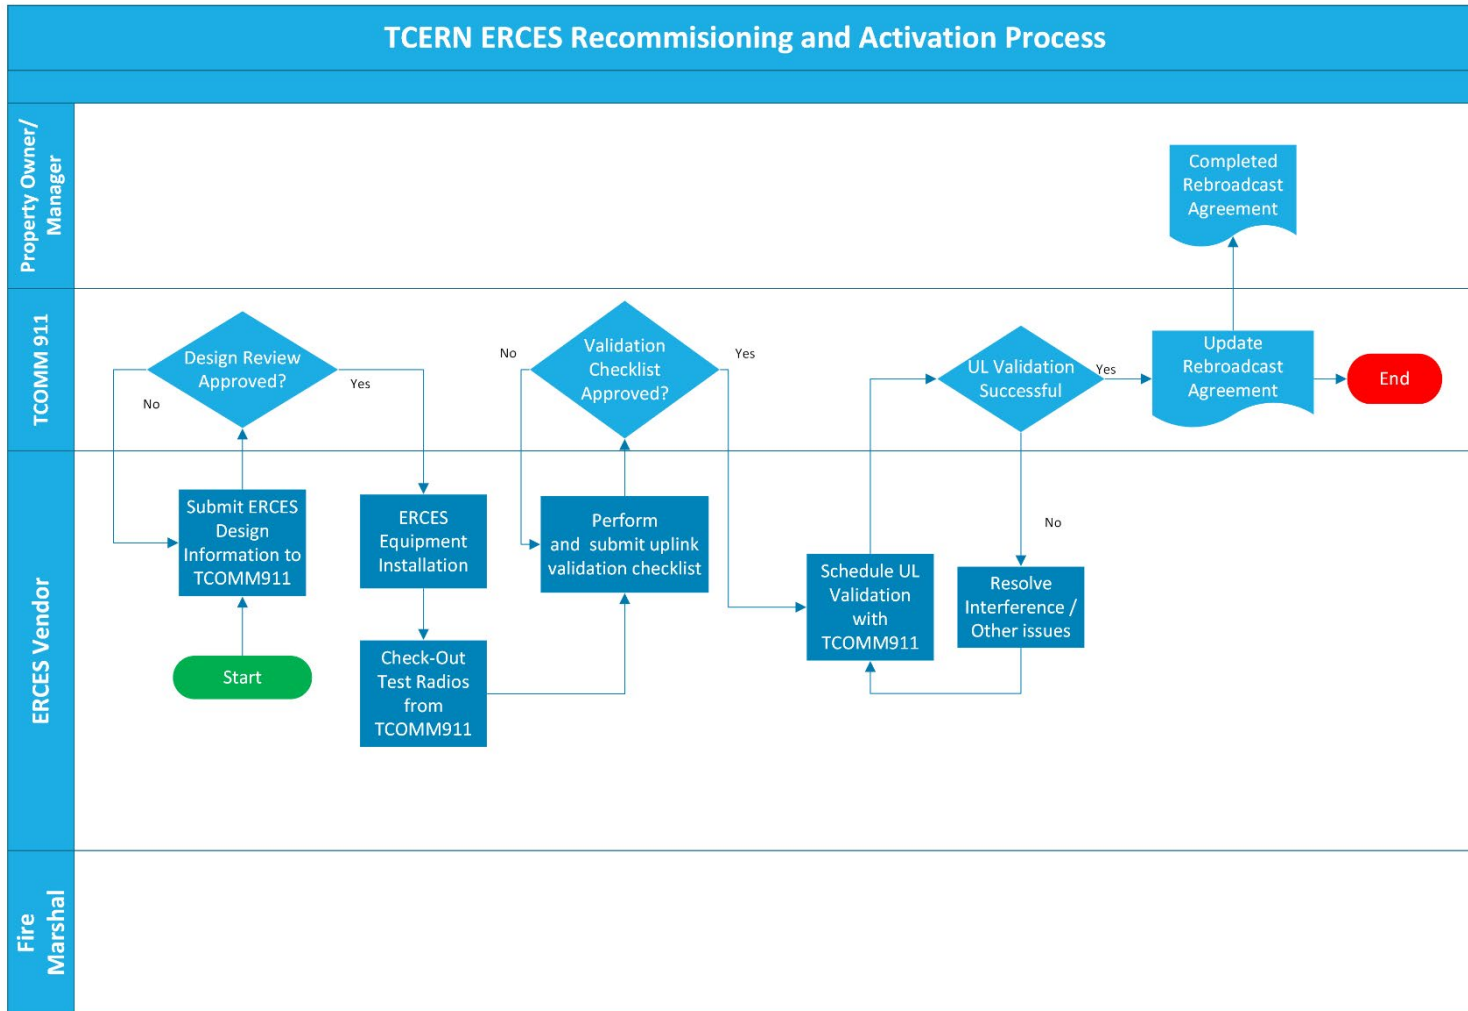 TCERN ERCES Recommisioning and Activation Process
Property Owner/
Manager
Completed
Rebroadcast
Agreement
TCOMM 911
Design Review
Approved?
No
Yes
Validation
Checklist
Approved?
No
Yes
UL Validation
Successful
Yes
No
Update
Rebroadcast
Agreement
End
ERCES Vendor
Submit ERCES
Design
Information to
TCOMM911
Start
ERCES
Equipment
Installation
Check-Out
Test Radios
from
TCOMM911
Perform
and submit uplink
validation checklist
Schedule UL
Validation
with
TCOMM911
Resolve
Interference /
Other issues
Fire
Marshal